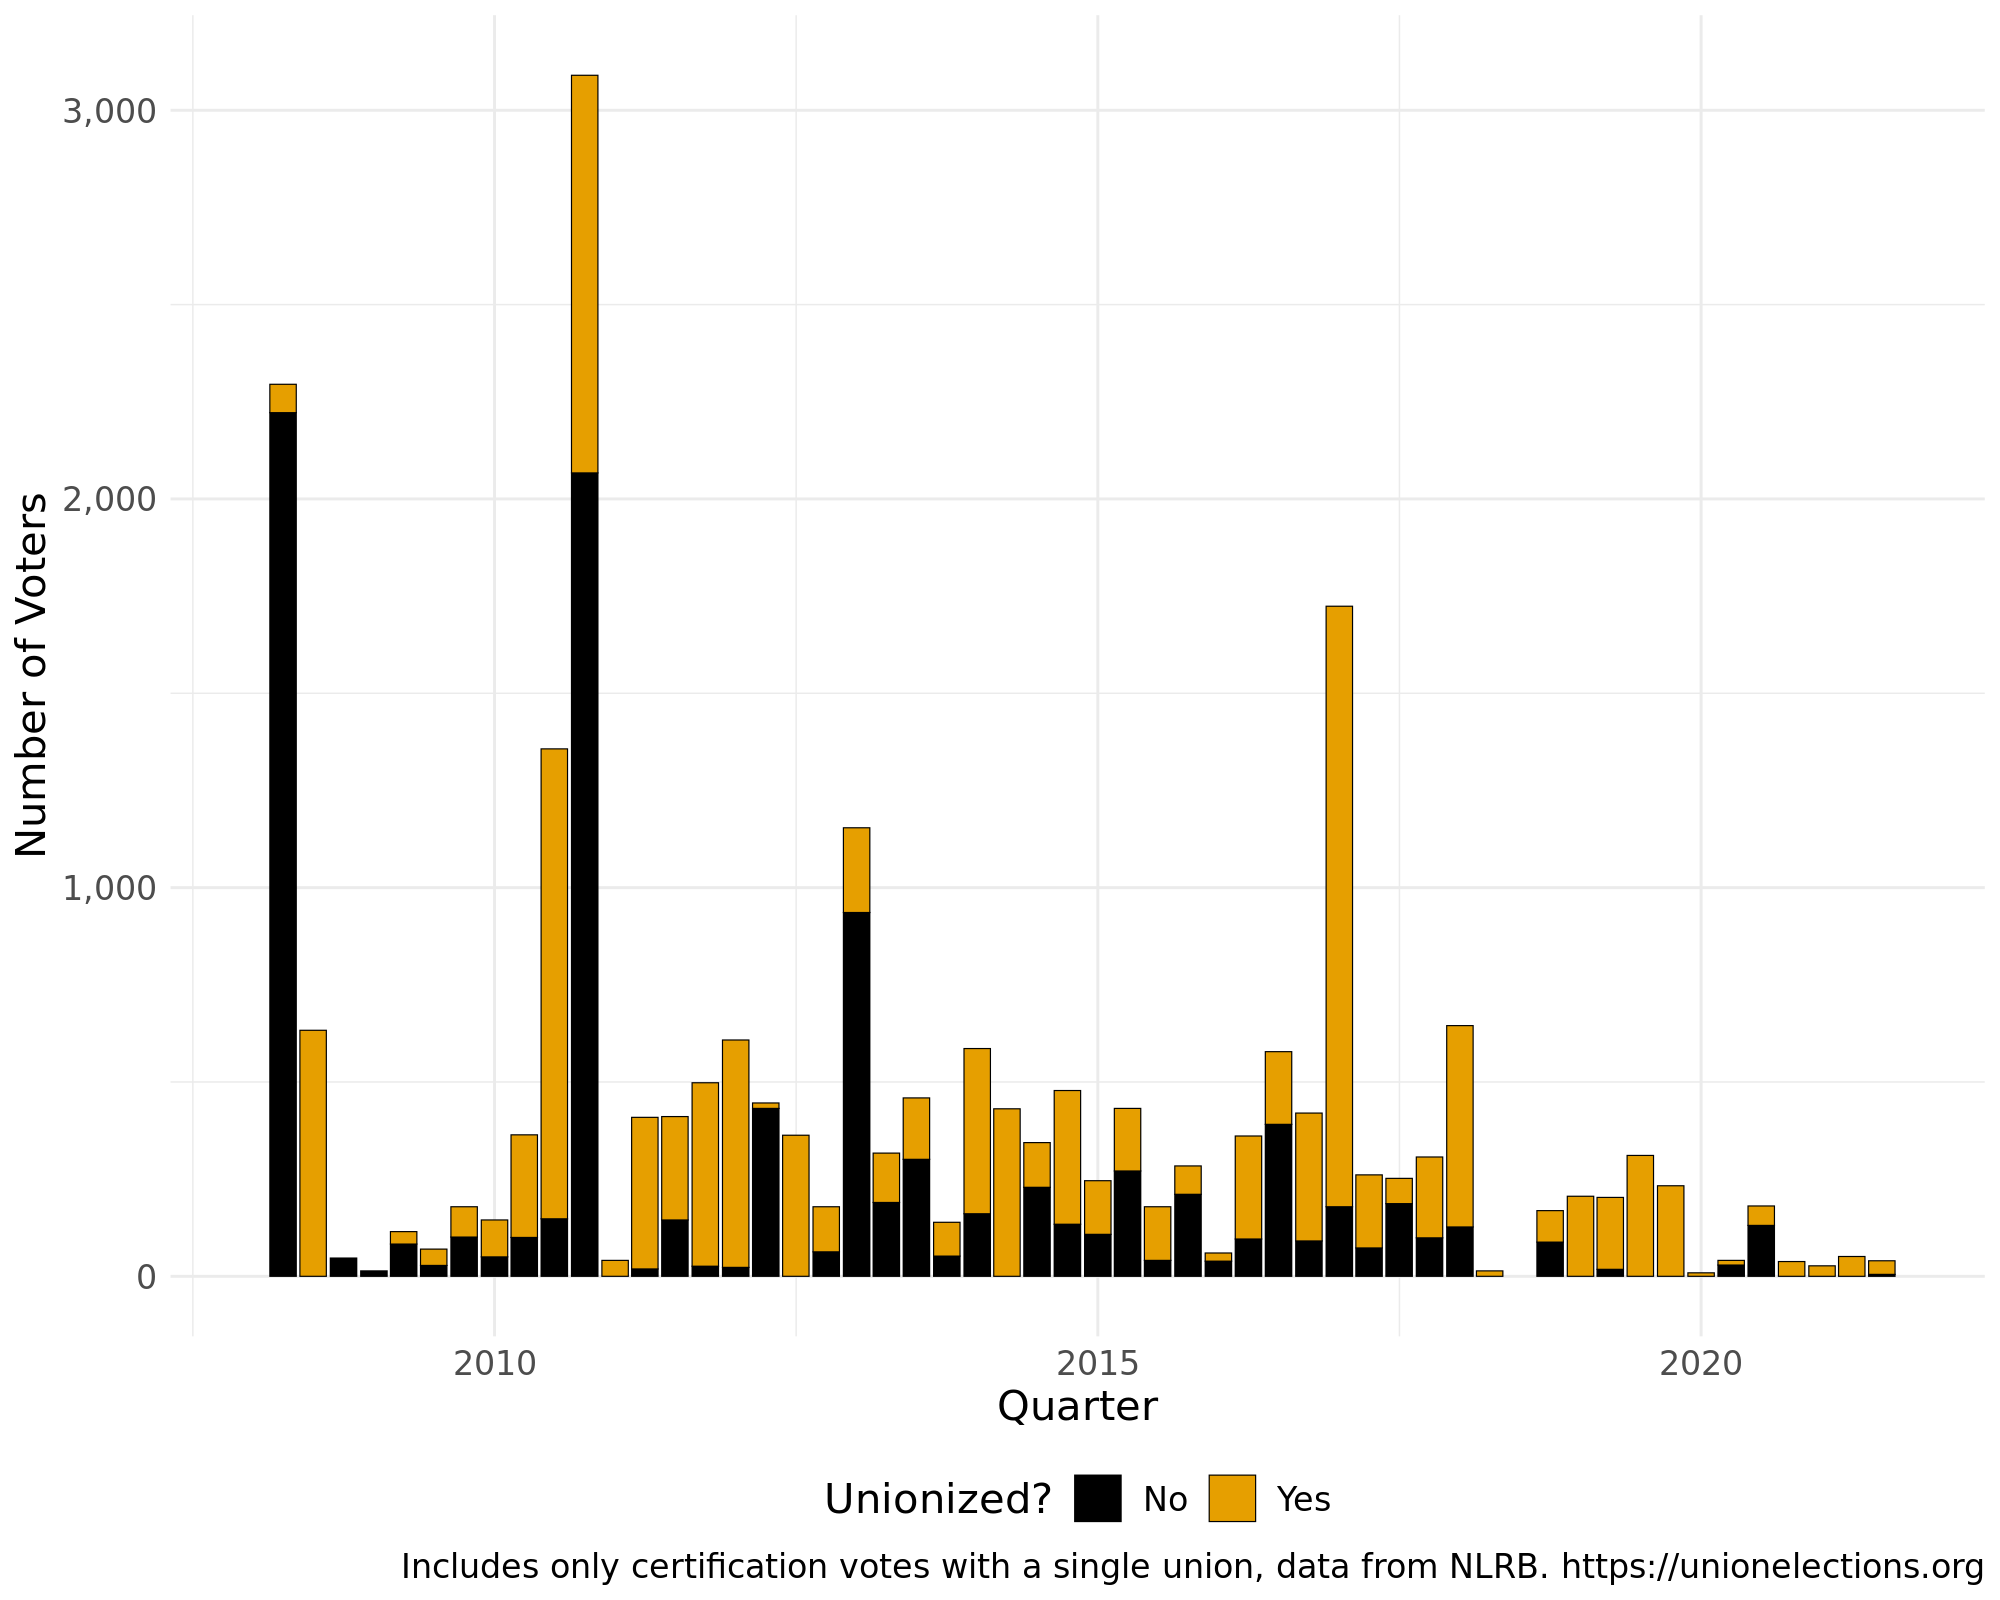 3,000
2,000
1,000
0
Number of Voters
2010 2015 2020
Quarter
Unionized? No Yes
Includes only certification votes with a single union, data from NLRB. https://unionelections.org